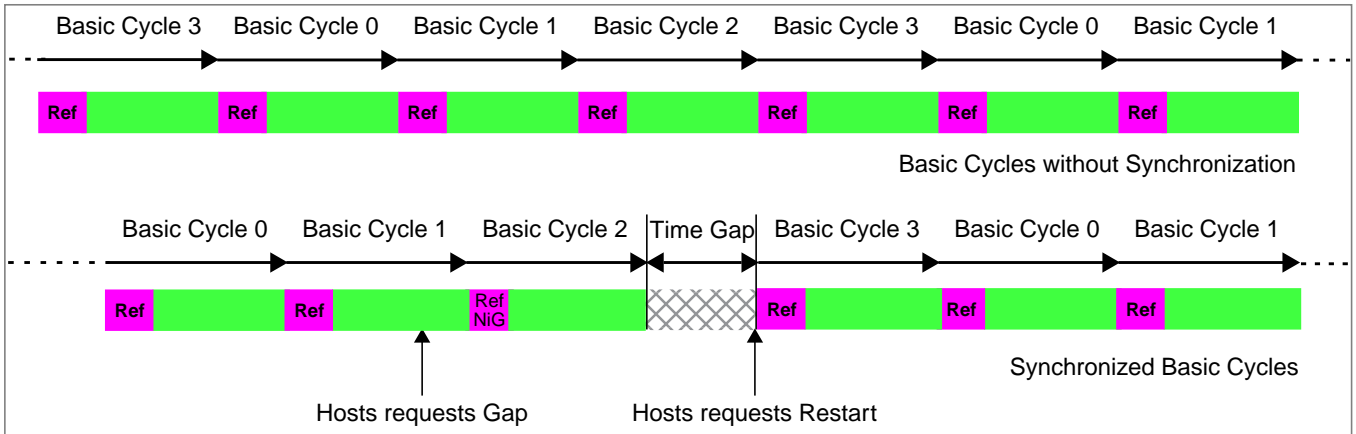 Basic Cycle 3 Basic Cycle 0 Basic Cycle 1 Basic Cycle 2 Basic Cycle 3 Basic Cycle 0 Basic Cycle 1
Ref Ref Ref Ref Ref Ref Ref
Basic Cycles without Synchronization
Basic Cycle 0 Basic Cycle 1 Basic Cycle 2 Time Gap Basic Cycle 3 Basic Cycle 0 Basic Cycle 1
Ref Ref Ref NiG Ref Ref Ref
Synchronized Basic Cycles
Hosts requests Gap Hosts requests Restart